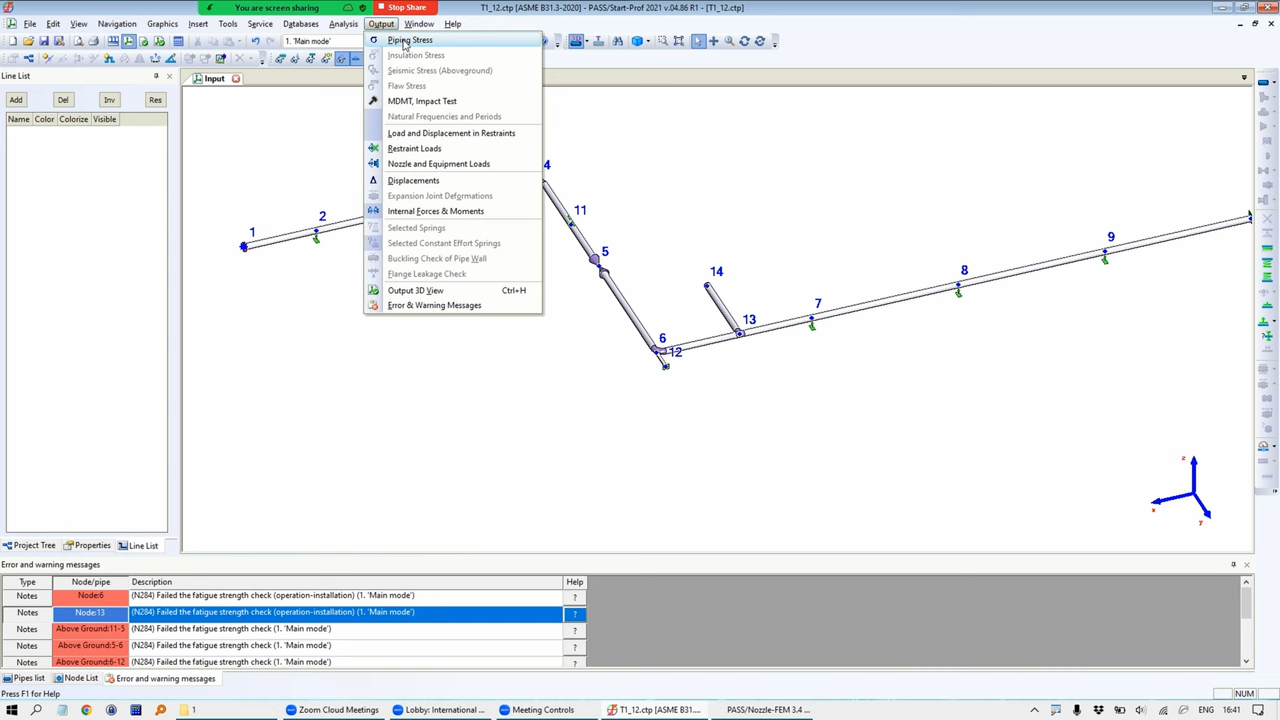 You are screen sharing
Stop Share
T1_12.ctp [ASME B31.3-2020] - PASS/Start-Prof 2021 v.04.86 R1 - [T1_12.ctp]
File Edit View Navigation Graphics Insert Tools Service Databases Analysis Output Window Help
1. 'Main mode'
Line List
Input
Add Del Inv Res
Name Color Colorize Visible
Piping Stress
Insulation Stress
Seismic Stress (Aboveground)
Flaw Stress
MDMT, Impact Test
Natural Frequencies and Periods
Load and Displacement in Restraints
Restraint Loads
Nozzle and Equipment Loads
Displacements
Expansion Joint Deformations
Internal Forces & Moments
Selected Springs
Selected Constant Effort Springs
Buckling Check of Pipe Wall
Flange Leakage Check
Output 3D View Ctrl+H
Error & Warning Messages
1
2
4
11
5
14
13
6
12
7
8
9
z
x
y
Project Tree Properties Line List
Error and warning messages
Type Node/pipe Description Help
Notes Node:6 (N284) Failed the fatigue strength check (operation-installation) (1. 'Main mode') ?
Notes Node:13 (N284) Failed the fatigue strength check (operation-installation) (1. 'Main mode') ?
Notes Above Ground:11-5 (N284) Failed the fatigue strength check (1. 'Main mode') ?
Notes Above Ground:5-6 (N284) Failed the fatigue strength check (1. 'Main mode') ?
Notes Above Ground:6-12 (N284) Failed the fatigue strength check (1. 'Main mode') ?
Pipes list Node List Error and warning messages
Press F1 for Help
NUM
1
Zoom Cloud Meetings
Lobby: International ...
Meeting Controls
T1_12.ctp [ASME B31....
PASS/Nozzle-FEM 3.4 ...
ENG 16:41